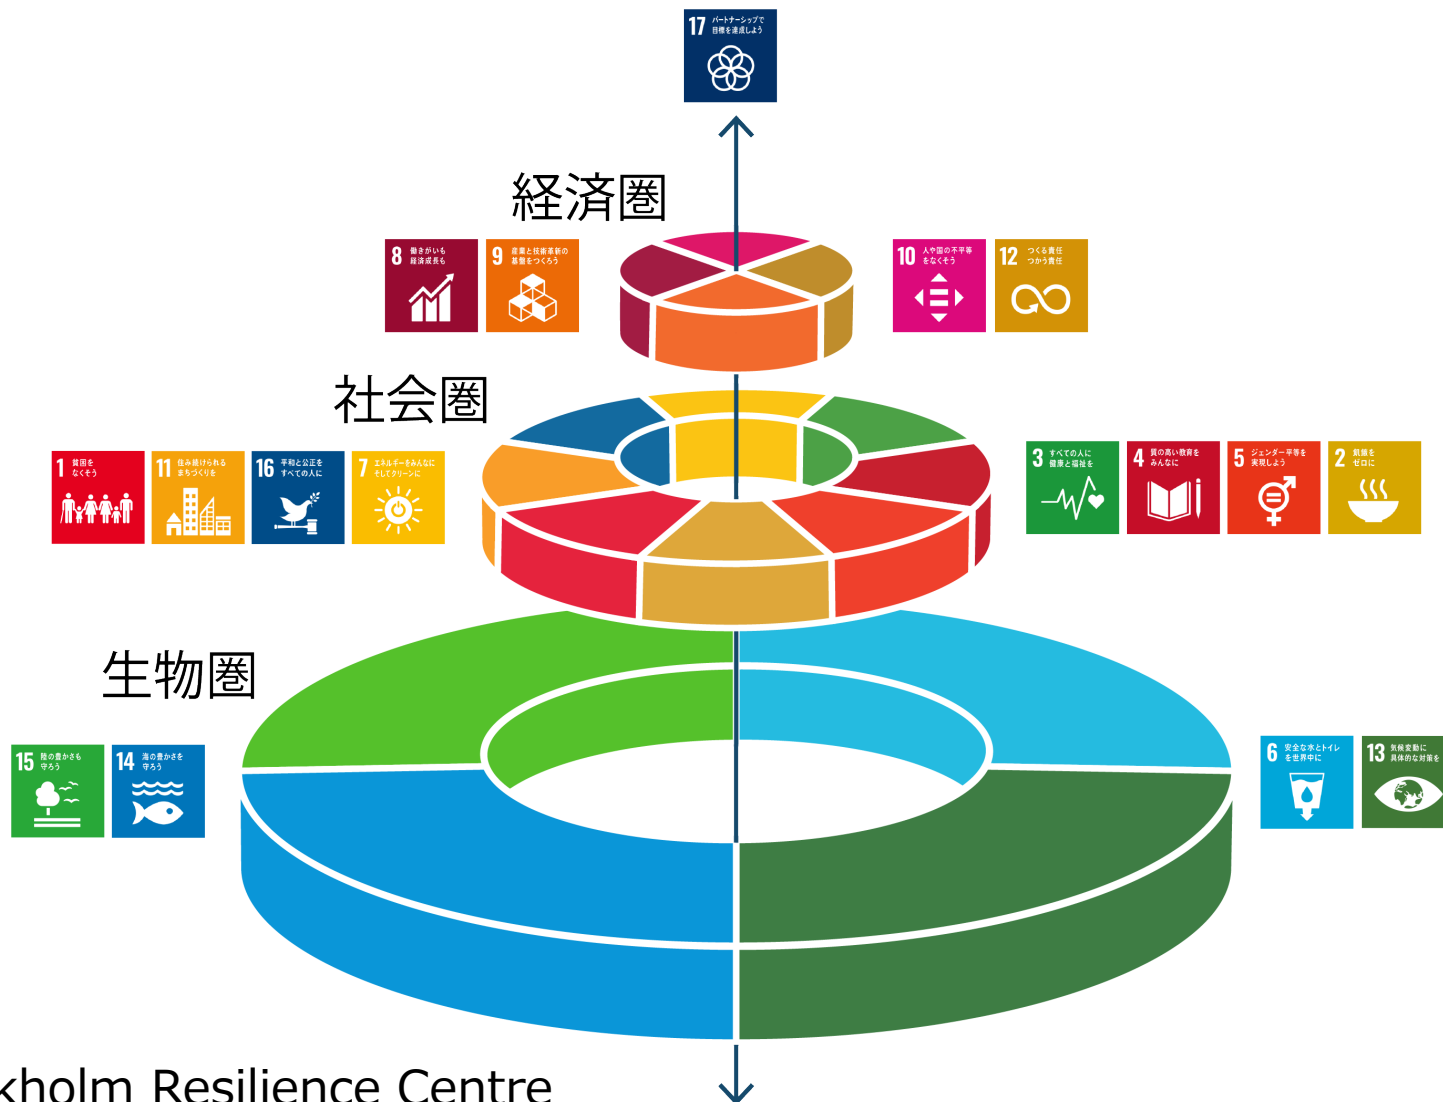 17 パートナーシップで
目標を達成しよう
経済圏
8 働きがいも
経済成長も
9 産業と技術革新の
基盤をつくろう
10 人や国の不平等
をなくそう
12 つくる責任
つかう責任
社会圏
1 貧困を
なくそう
11 住み続けられる
まちづくりを
16 平和と公正を
すべての人に
7 エネルギーをみんなに
そしてクリーンに
3 すべての人に
健康と福祉を
4 質の高い教育を
みんなに
5 ジェンダー平等を
実現しよう
2 飢餓を
ゼロに
生物圏
15 陸の豊かさも
守ろう
14 海の豊かさを
守ろう
6 安全な水とトイレ
を世界中に
13 気候変動に
具体的な対策を
kholm Resilience Centre